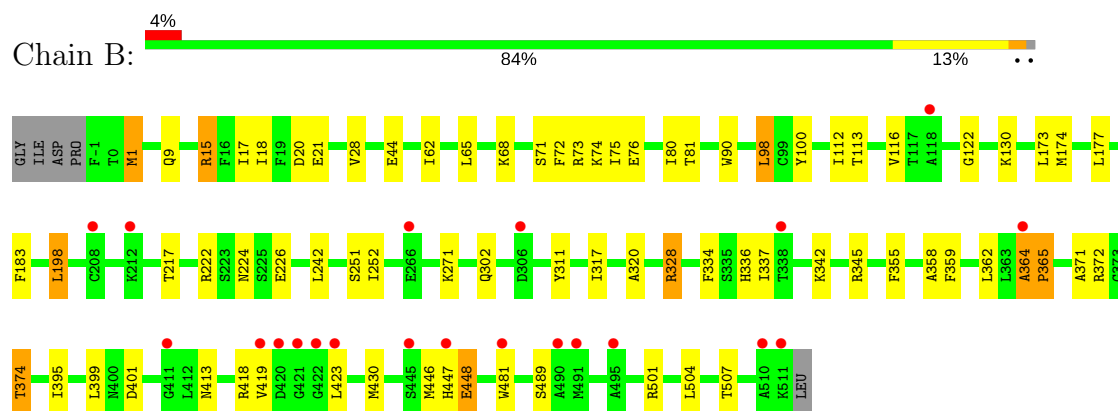 4%
Chain B:
84% 13% • •
GLY ILE ASP PRO F-1 T0 M1 Q9 R15 F16 I17 I18 F19 D20 E21 V28 E44 I62 L65 K68 S71 F72 R73 K74 I75 E76 I80 T81 W90 L98 C99 Y100 I112 T113 V116 T117 A118 G122 K130 L173 M174 L177
F183 L198 C208 K212 T217 R222 S223 N224 S225 E226 L242 S251 I252 E266 K271 Q302 D306 Y311 I317 A320 R328 F334 S335 H336 I337 T338 K342 R345 F355 A358 F359 L362 L363 A364 P365 A371 R372
T374 I395 L399 N400 D401 G411 L412 N413 R418 V419 D420 G421 G422 L423 M430 S445 M446 H447 E448 W481 S489 A490 M491 A495 R501 L504 T507 A510 K511 LEU